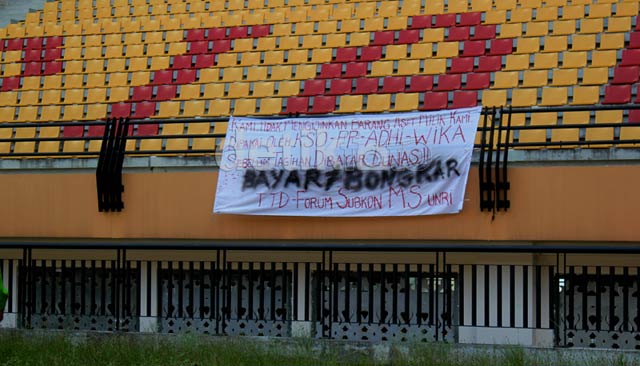 KAMI TIDAK MENGIJINKAN BARANG ASET MILIK KAMI
DIPAKAI OLEH KSO-PP-ADHI-WIKA
SEBELUM TAGIHAN DIBAYAR LUNAS!!
BAYAR / BONGKAR
TTD-FORUM SUBKON MS UNRI